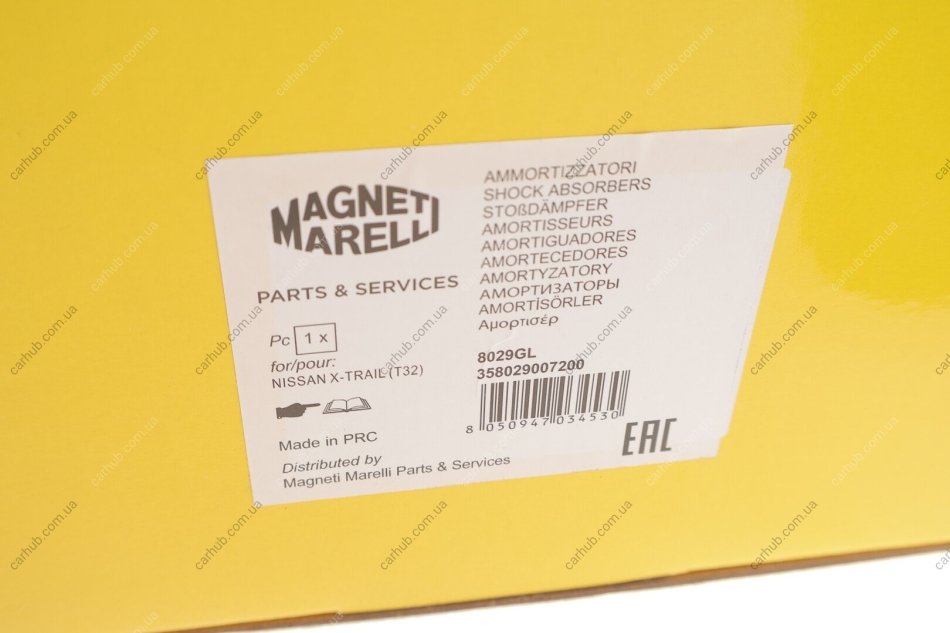 MAGNETI
MARELLI
PARTS & SERVICES
Pc 1 x
for/pour:
NISSAN X-TRAIL (T32)
Made in PRC
Distributed by
Magneti Marelli Parts & Services
AMMORTIZZATORI
SHOCK ABSORBERS
STOßDÄMPFER
AMORTISSEURS
AMORTIGUADORES
AMORTECEDORES
AMORTYZATORY
АМОРТИЗАТОРЫ
AMORTİSÖRLER
Αμορτισέρ
8029GL
358029007200
8 050947 034530
EAC
carhub.com.ua